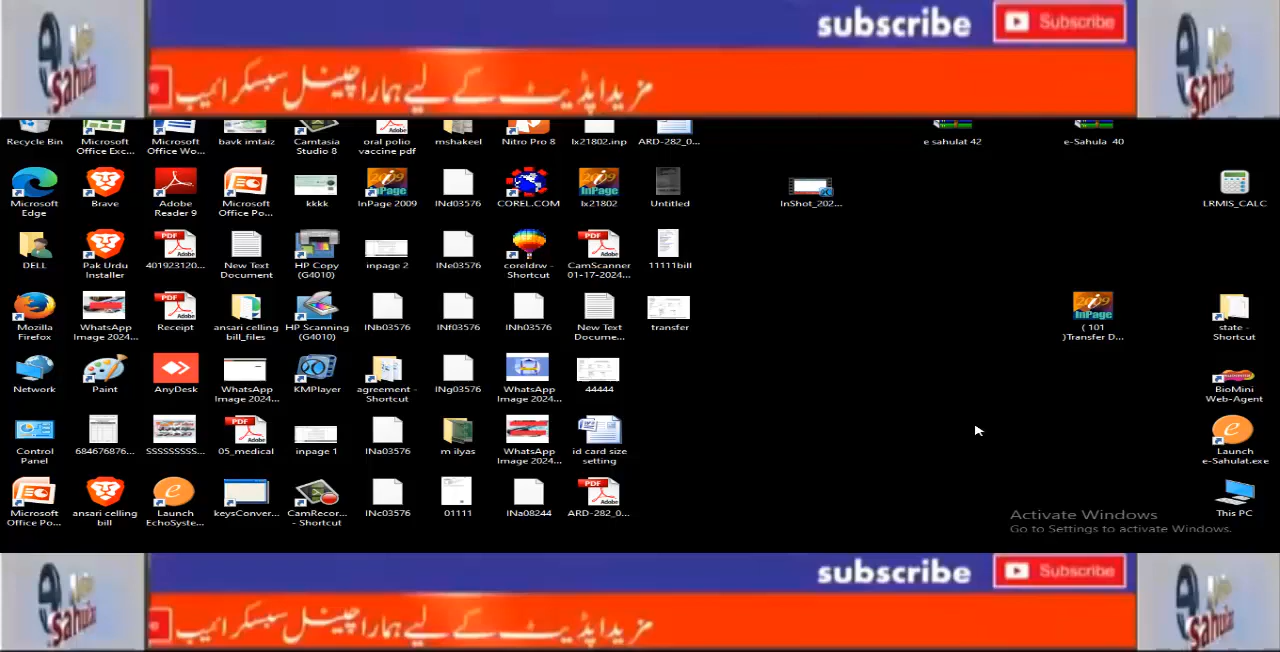 subscribe
Subscribe
e
sahulat
مزید اپڈیٹ کے لیے ہمارا چینل سبسکرائیب
Recycle Bin
Microsoft Office Exc...
Microsoft Office Wo...
bavk imtaiz
Camtasia Studio 8
oral polio vaccine pdf
mshakeel
Nitro Pro 8
lx21802.inp
ARD-282_0...
e sahulat 42
e-Sahula 40
Microsoft Edge
Brave
Adobe Reader 9
Microsoft Office Po...
kkkk
InPage 2009
INd03576
COREL.COM
lx21802
Untitled
InShot_202...
LRMIS_CALC
DELL
Pak Urdu Installer
401923120...
New Text Document
HP Copy (G4010)
inpage 2
INe03576
coreldrw - Shortcut
CamScanner 01-17-2024...
11111bill
Mozilla Firefox
WhatsApp Image 2024...
Receipt
ansari celling bill_files
HP Scanning (G4010)
INb03576
INf03576
INh03576
New Text Docume...
transfer
( 101 )Transfer D...
state - Shortcut
Network
Paint
AnyDesk
WhatsApp Image 2024...
KMPlayer
agreement - Shortcut
INg03576
WhatsApp Image 2024...
44444
BioMini Web-Agent
Control Panel
684676876...
SSSSSSSSS...
05_medical
inpage 1
INa03576
m ilyas
WhatsApp Image 2024...
id card size setting
Launch e-Sahulat.exe
Microsoft Office Po...
ansari celling bill
Launch EchoSyste...
keysConver...
CamRecor... - Shortcut
INc03576
01111
INa08244
ARD-282_0...
This PC
Activate Windows
Go to Settings to activate Windows.
subscribe
Subscribe
e
sahulat
مزید اپڈیٹ کے لیے ہمارا چینل سبسکرائیب